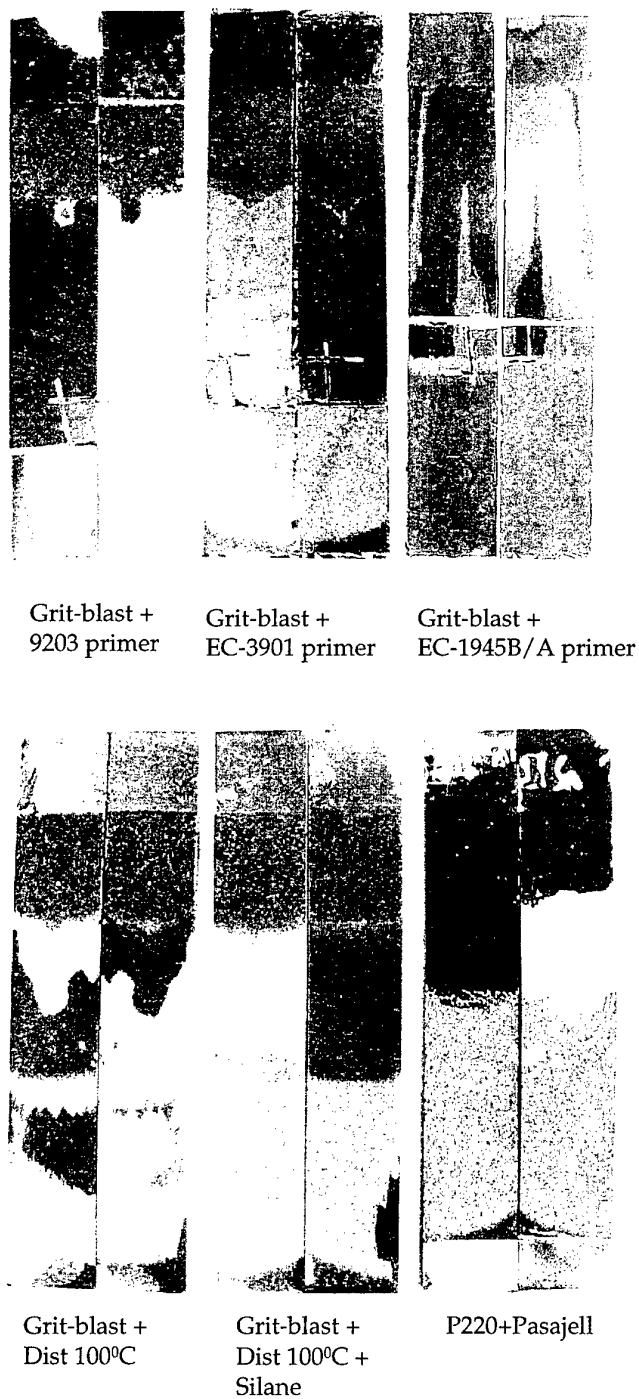 4
Grit-blast +
9203 primer
Grit-blast +
EC-3901 primer
Grit-blast +
EC-1945B/A primer
Grit-blast +
Dist 100⁰C
Grit-blast +
Dist 100⁰C +
Silane
P220+Pasajell